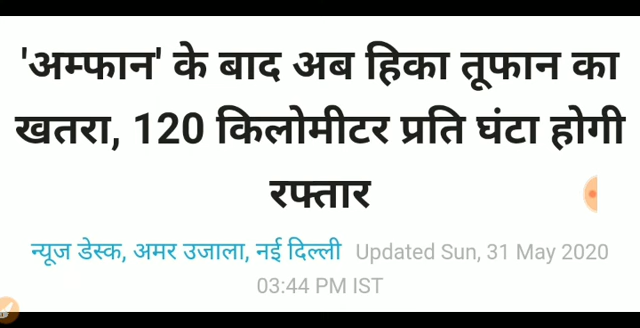 'अम्फान' के बाद अब हिका तूफान का
खतरा, 120 किलोमीटर प्रति घंटा होगी
रफ्तार
न्यूज डेस्क, अमर उजाला, नई दिल्ली Updated Sun, 31 May 2020
03:44 PM IST